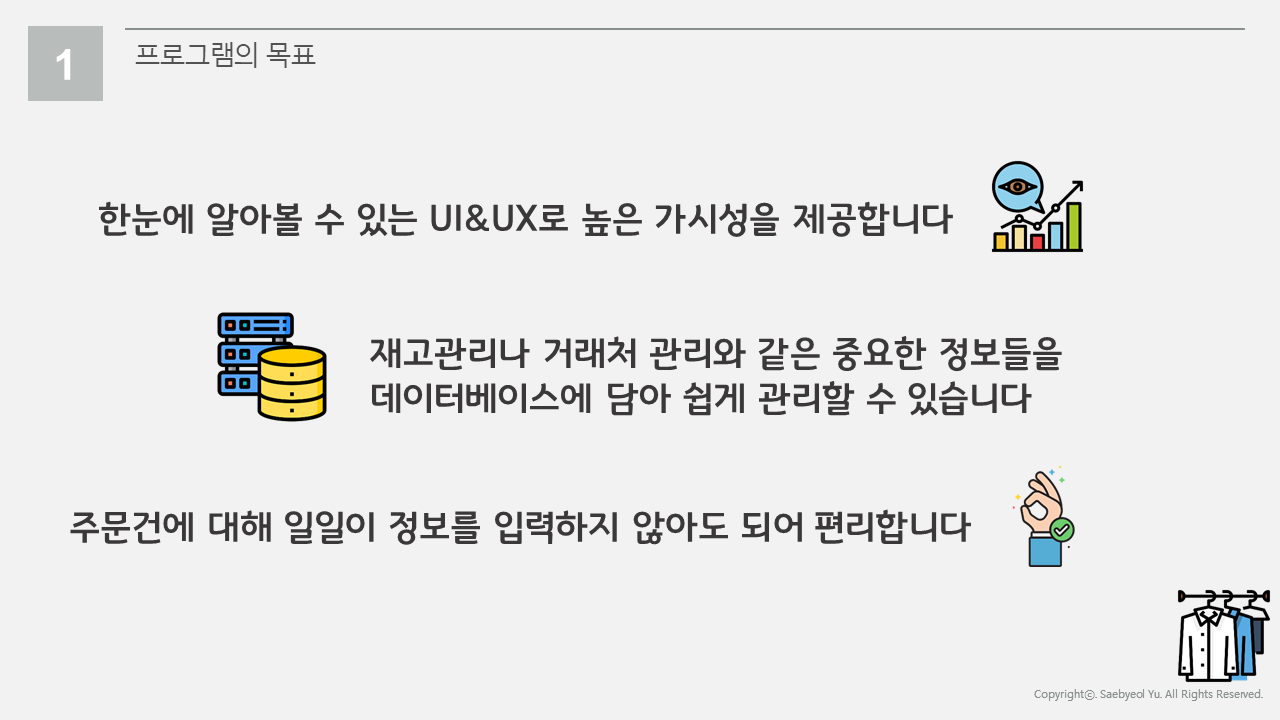 1
프로그램의 목표
한눈에 알아볼 수 있는 UI&UX로 높은 가시성을 제공합니다
재고관리나 거래처 관리와 같은 중요한 정보들을
데이터베이스에 담아 쉽게 관리할 수 있습니다
주문건에 대해 일일이 정보를 입력하지 않아도 되어 편리합니다
Copyrightⓒ. Saebyeol Yu. All Rights Reserved.